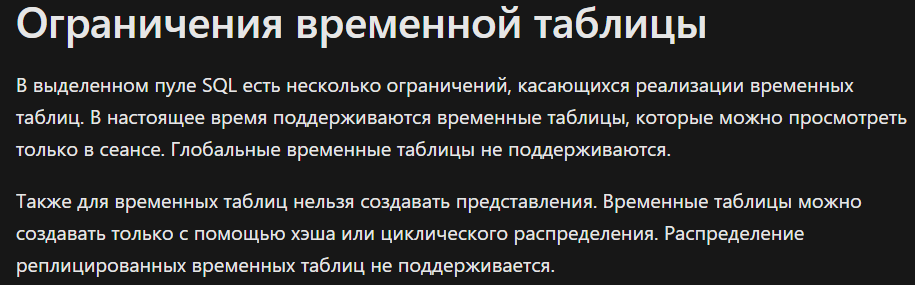 Ограничения временной таблицы
В выделенном пуле SQL есть несколько ограничений, касающихся реализации временных
таблиц. В настоящее время поддерживаются временные таблицы, которые можно просмотреть
только в сеансе. Глобальные временные таблицы не поддерживаются.
Также для временных таблиц нельзя создавать представления. Временные таблицы можно
создавать только с помощью хэша или циклического распределения. Распределение
реплицированных временных таблиц не поддерживается.